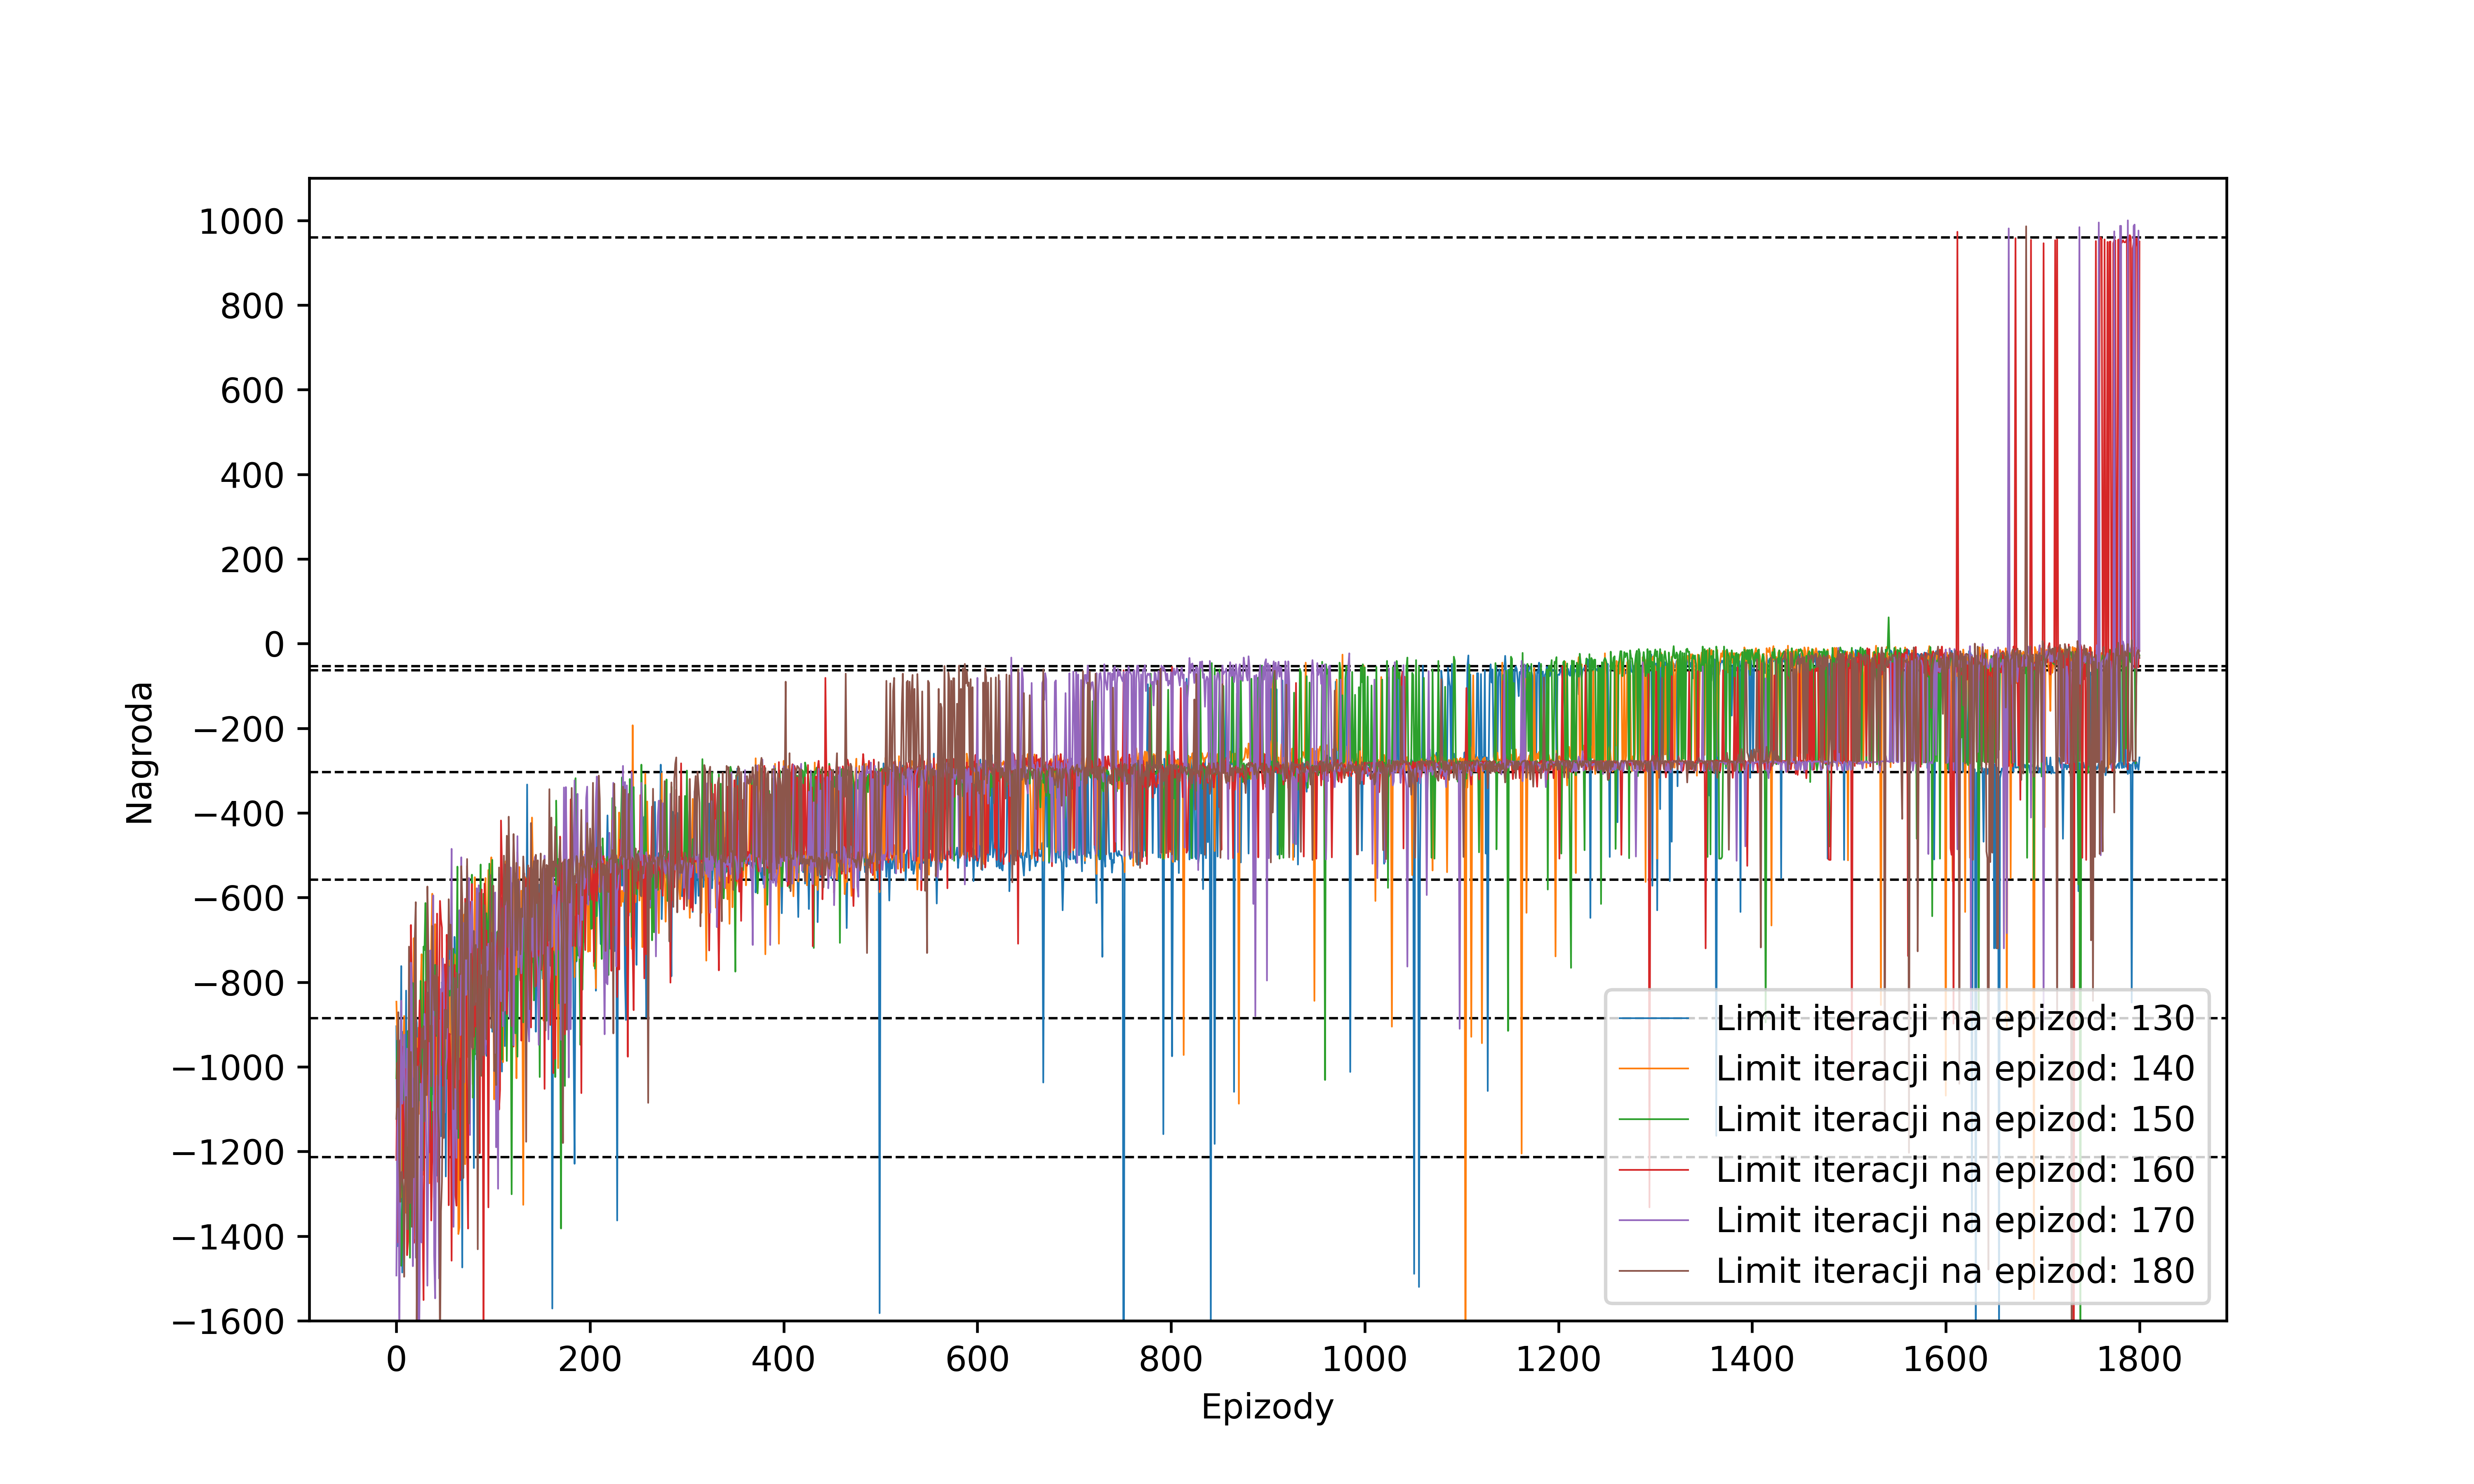 1000
800
600
400
200
0
−200
−400
−600
−800
−1000
−1200
−1400
−1600
Nagroda
0 200 400 600 800 1000 1200 1400 1600 1800
Epizody
Limit iteracji na epizod: 130
Limit iteracji na epizod: 140
Limit iteracji na epizod: 150
Limit iteracji na epizod: 160
Limit iteracji na epizod: 170
Limit iteracji na epizod: 180